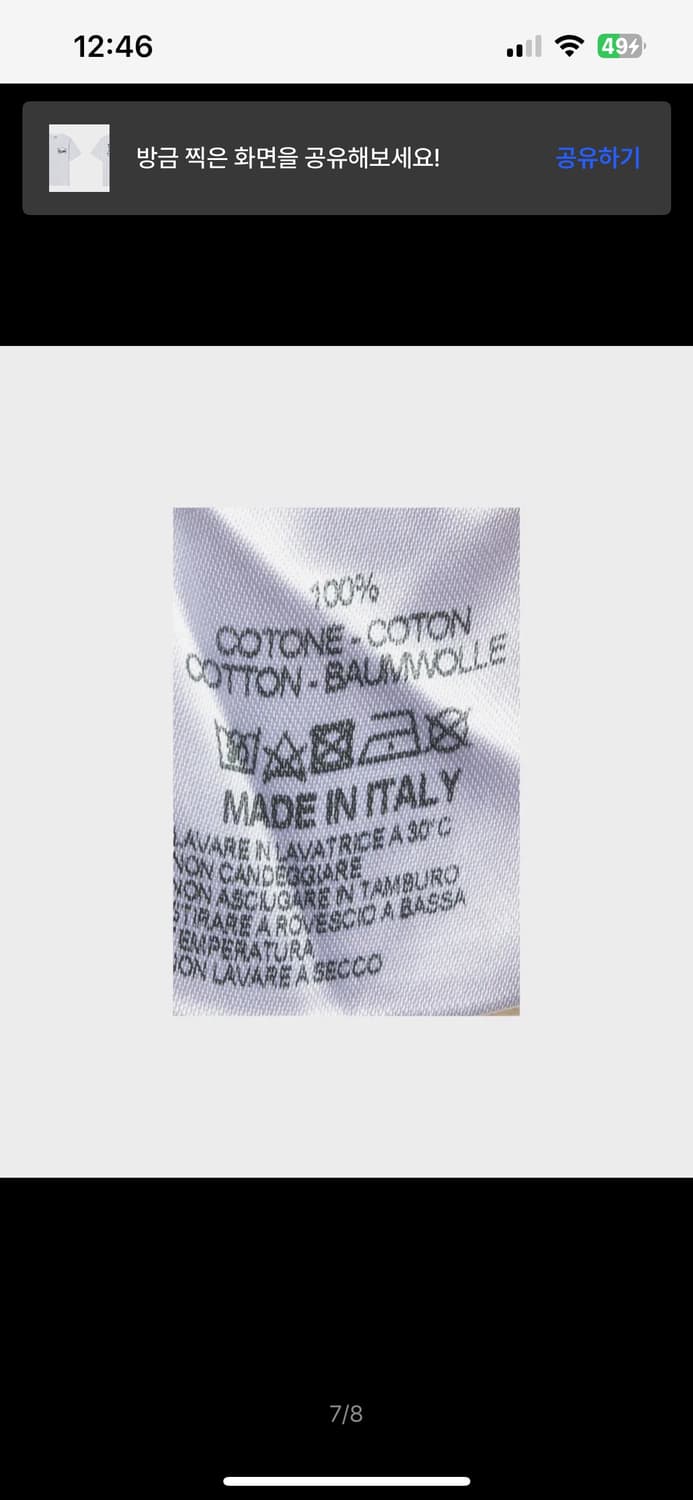 12:46
49
방금 찍은 화면을 공유해보세요!
공유하기
100%
COTONE - COTON
COTTON - BAUMWOLLE
MADE IN ITALY
LAVARE IN LAVATRICE A 30°C
NON CANDEGGIARE
NON ASCIUGARE IN TAMBURO
STIRARE A ROVESCIO A BASSA
TEMPERATURA
NON LAVARE A SECCO
7/8